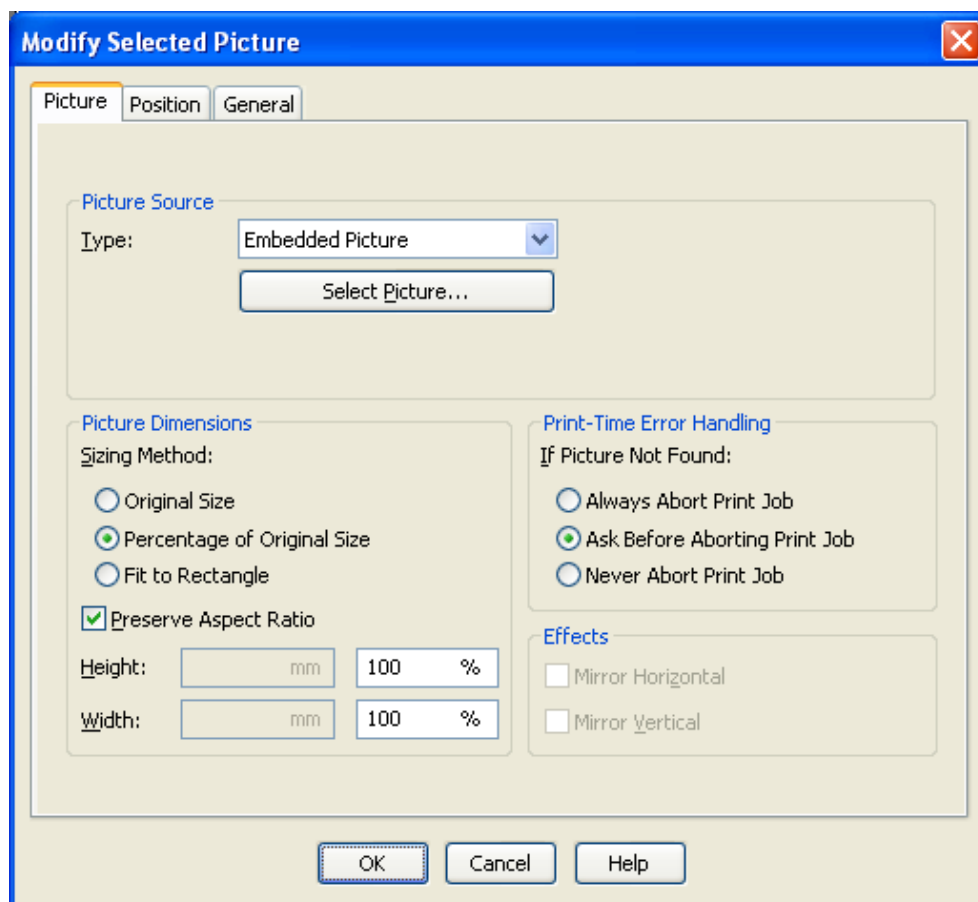 Modify Selected Picture
Picture Position General
Picture Source
Type: Embedded Picture
Select Picture...
Picture Dimensions
Sizing Method:
Original Size
Percentage of Original Size
Fit to Rectangle
Preserve Aspect Ratio
Height: mm 100 %
Width: mm 100 %
Print-Time Error Handling
If Picture Not Found:
Always Abort Print Job
Ask Before Aborting Print Job
Never Abort Print Job
Effects
Mirror Horizontal
Mirror Vertical
OK Cancel Help